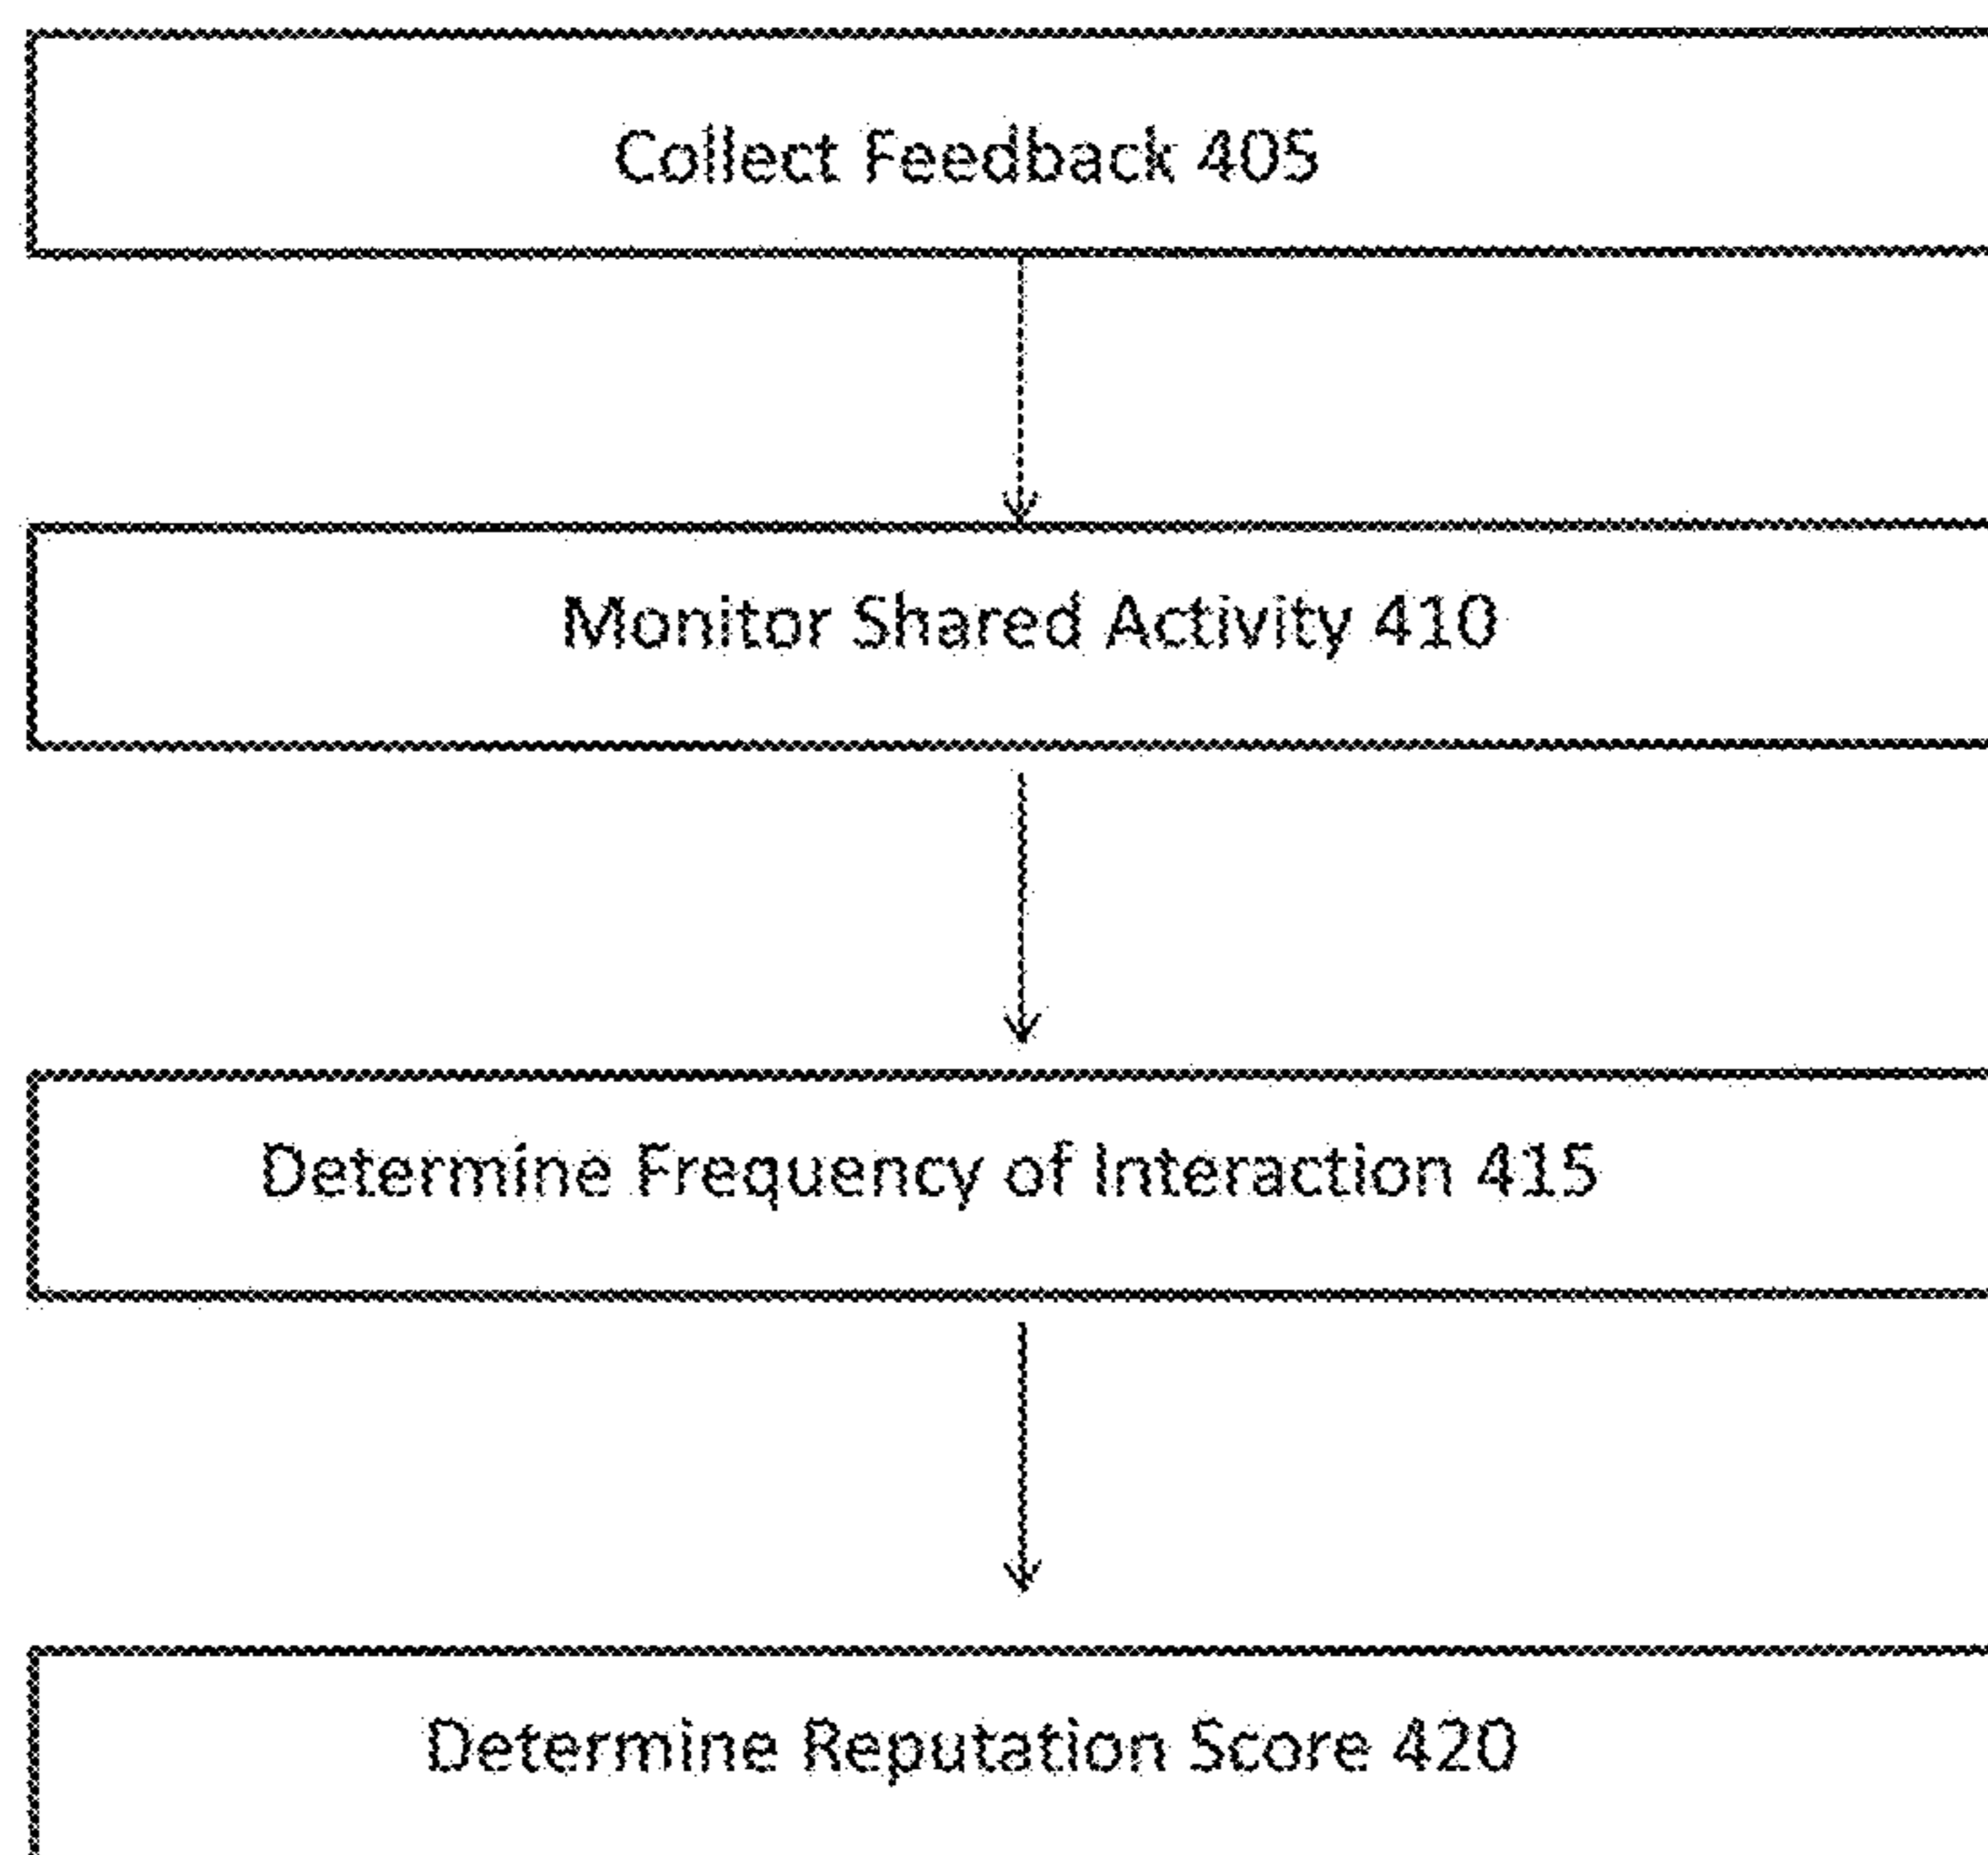 Collect Feedback 405
Monitor Shared Activity 410
Determine Frequency of Interaction 415
Determine Reputation Score 420